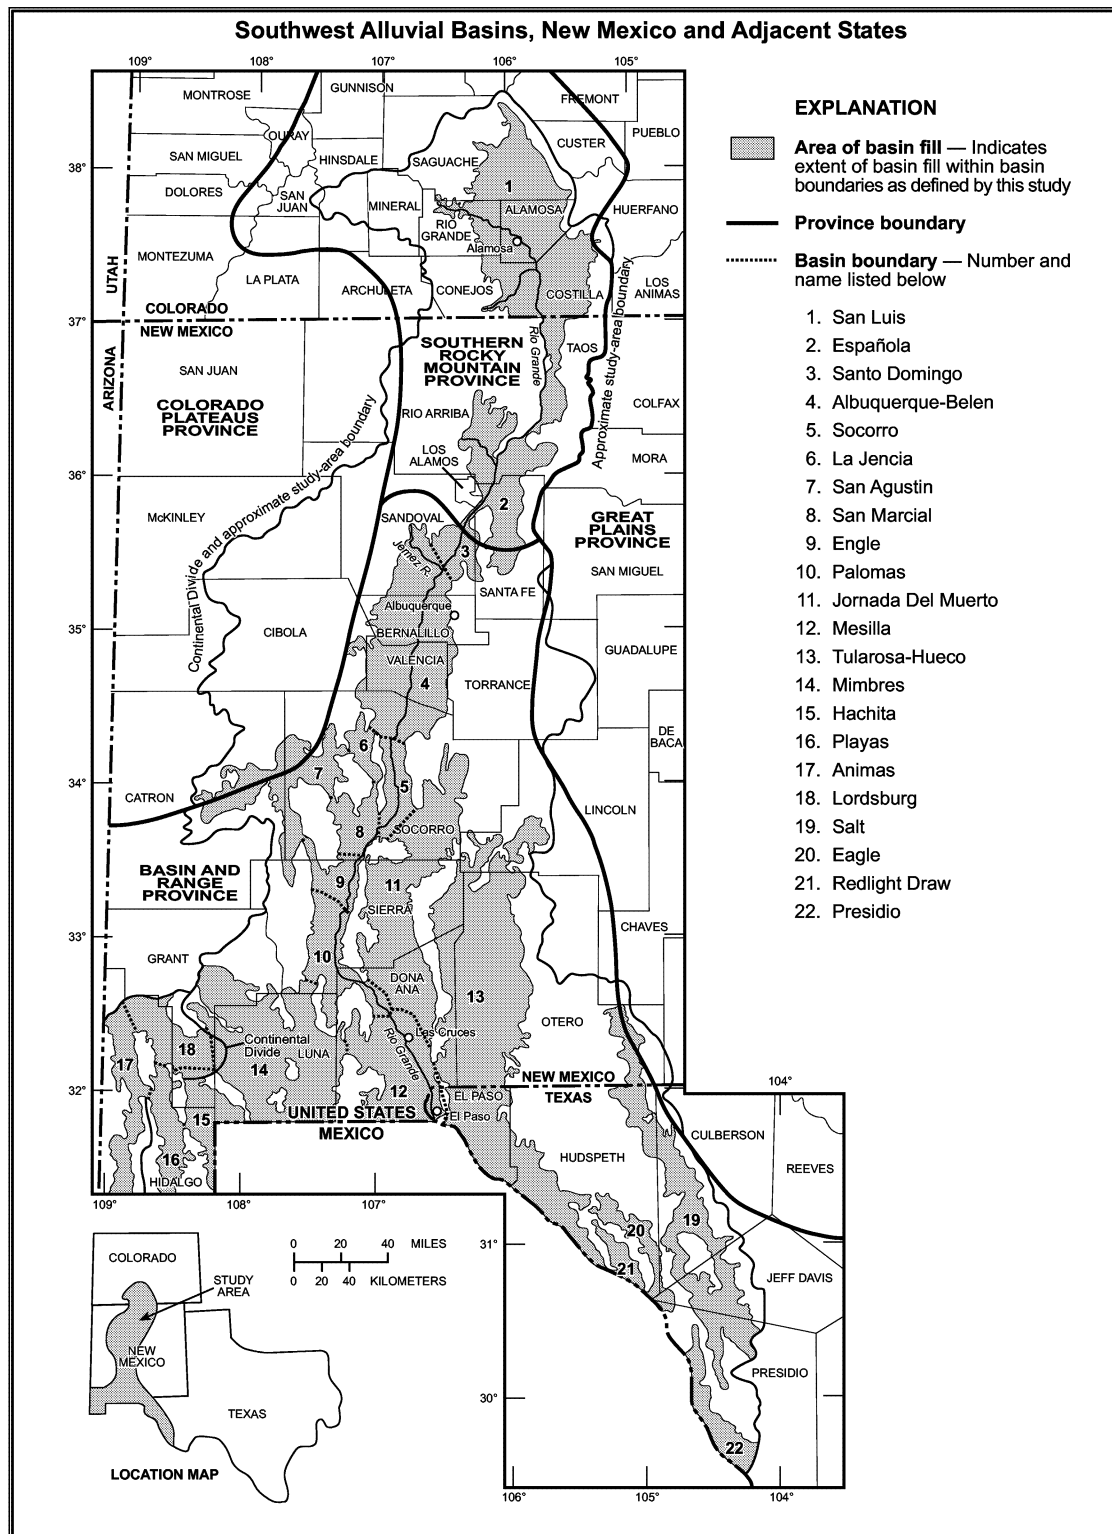 Southwest Alluvial Basins, New Mexico and Adjacent States
109° 108° 107° 106° 105°
GUNNISON
MONTROSE
FREMONT
PUEBLO
OURAY
CUSTER
SAN MIGUEL
HINSDALE
SAGUACHE
38°
1
DOLORES
SAN
JUAN
MINERAL
ALAMOSA
HUERFANO
RIO
GRANDE
Alamosa
MONTEZUMA
UTAH
LA PLATA
ARCHULETA
CONEJOS
COSTILLA
LOS
ANIMAS
COLORADO
37°
NEW MEXICO
Approximate study-area boundary
ARIZONA
SOUTHERN
ROCKY
MOUNTAIN
PROVINCE
Rio Grande
TAOS
SAN JUAN
COLORADO
PLATEAUS
PROVINCE
RIO ARRIBA
COLFAX
LOS
ALAMOS
MORA
36°
Continental Divide and approximate study-area boundary
McKINLEY
SANDOVAL
2
GREAT
PLAINS
PROVINCE
Jemez R.
3
SAN MIGUEL
SANTA FE
Albuquerque
35°
CIBOLA
BERNALILLO
GUADALUPE
VALENCIA
4
TORRANCE
DE
BACA
6
7
5
34°
CATRON
LINCOLN
8
SOCORRO
BASIN AND
RANGE
PROVINCE
9
11
SIERRA
CHAVES
33°
GRANT
10
DONA
ANA
13
OTERO
Las Cruces
Continental
Divide
18
LUNA
Rio Grande
17
14
12
32°
NEW MEXICO
TEXAS
104°
EL PASO
El Paso
15
UNITED STATES
MEXICO
CULBERSON
16
HUDSPETH
REEVES
HIDALGO
109° 108° 107°
19
20
31°
21
JEFF DAVIS
PRESIDIO
30°
22
106° 105° 104°
EXPLANATION
Area of basin fill — Indicates
extent of basin fill within basin
boundaries as defined by this study
Province boundary
Basin boundary — Number and
name listed below
1. San Luis
2. Española
3. Santo Domingo
4. Albuquerque-Belen
5. Socorro
6. La Jencia
7. San Agustin
8. San Marcial
9. Engle
10. Palomas
11. Jornada Del Muerto
12. Mesilla
13. Tularosa-Hueco
14. Mimbres
15. Hachita
16. Playas
17. Animas
18. Lordsburg
19. Salt
20. Eagle
21. Redlight Draw
22. Presidio
0 20 40 MILES
0 20 40 KILOMETERS
COLORADO
STUDY
AREA
NEW
MEXICO
TEXAS
LOCATION MAP